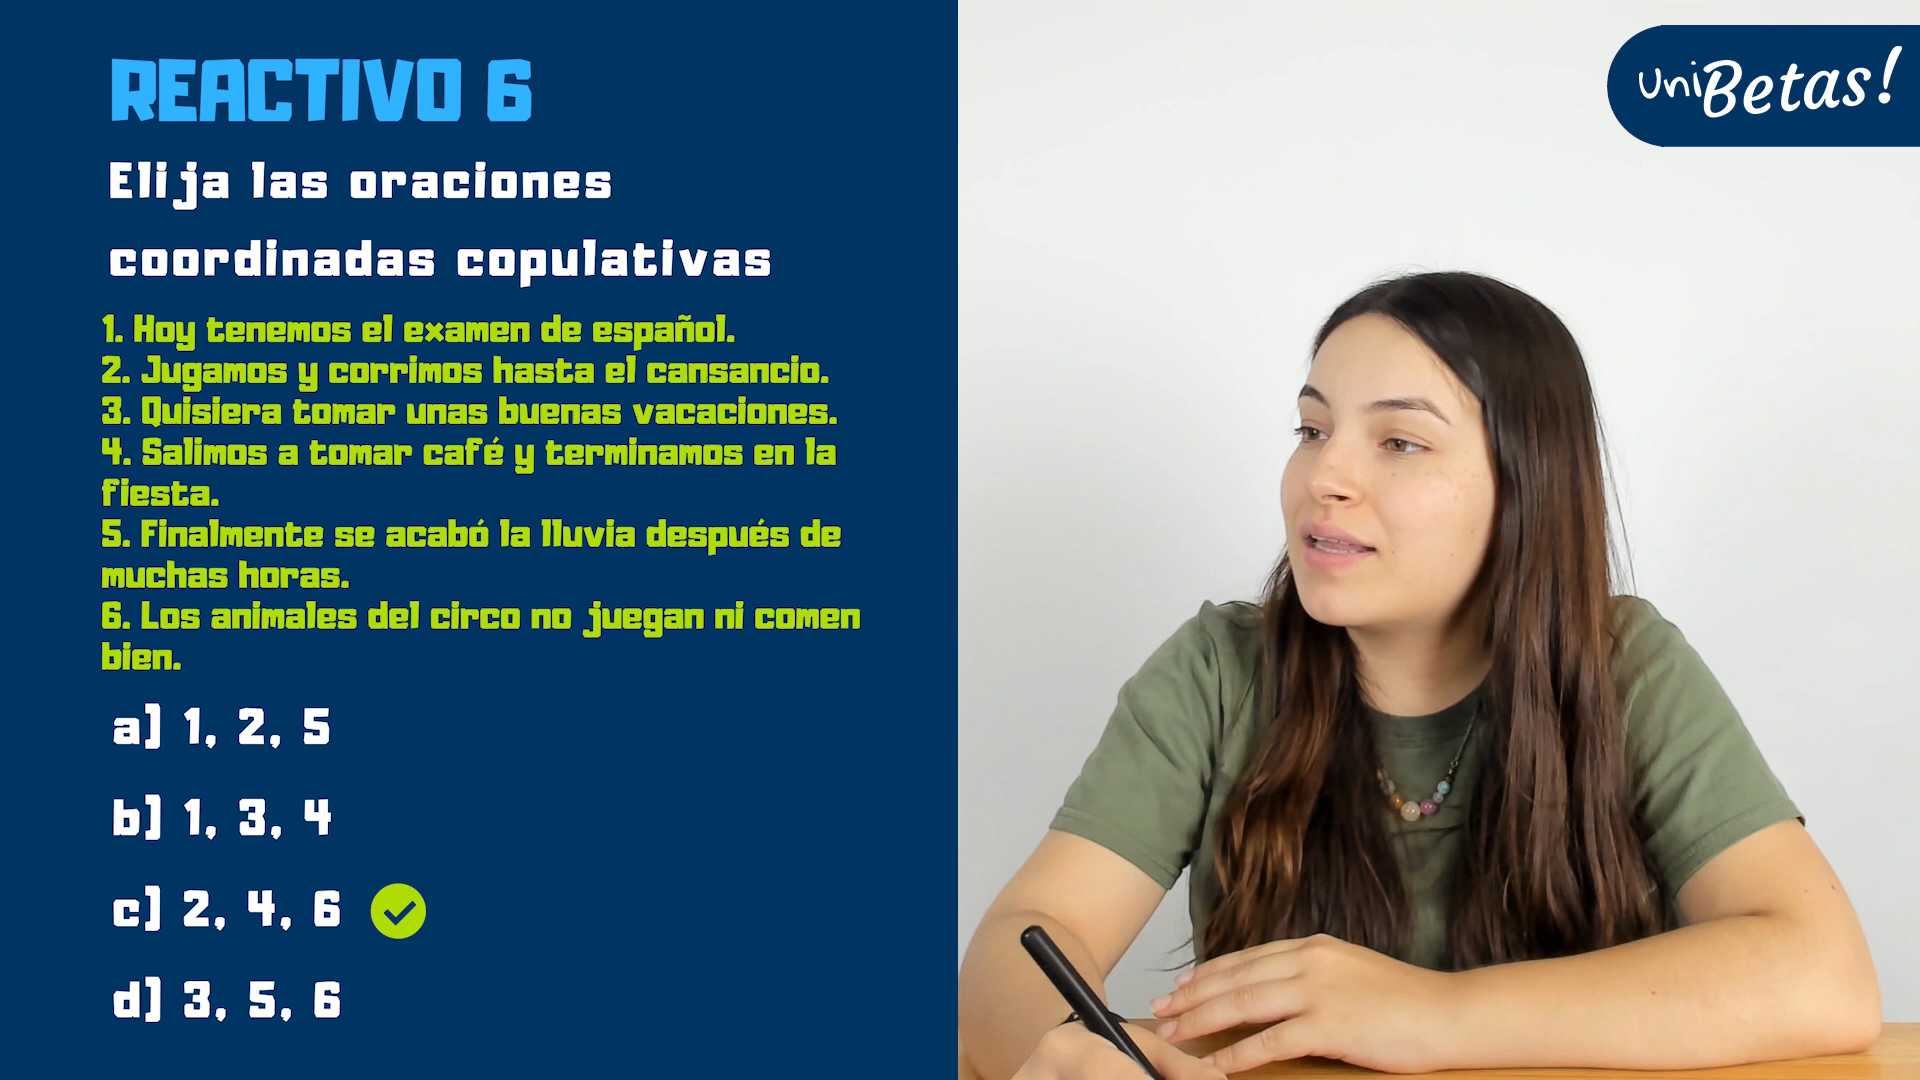 REACTIVO 6
Elija las oraciones
coordinadas copulativas
1. Hoy tenemos el examen de español.
2. Jugamos y corrimos hasta el cansancio.
3. Quisiera tomar unas buenas vacaciones.
4. Salimos a tomar café y terminamos en la
fiesta.
5. Finalmente se acabó la lluvia después de
muchas horas.
6. Los animales del circo no juegan ni comen
bien.
a] 1, 2, 5
b] 1, 3, 4
c] 2, 4, 6
d] 3, 5, 6
UniBetas!